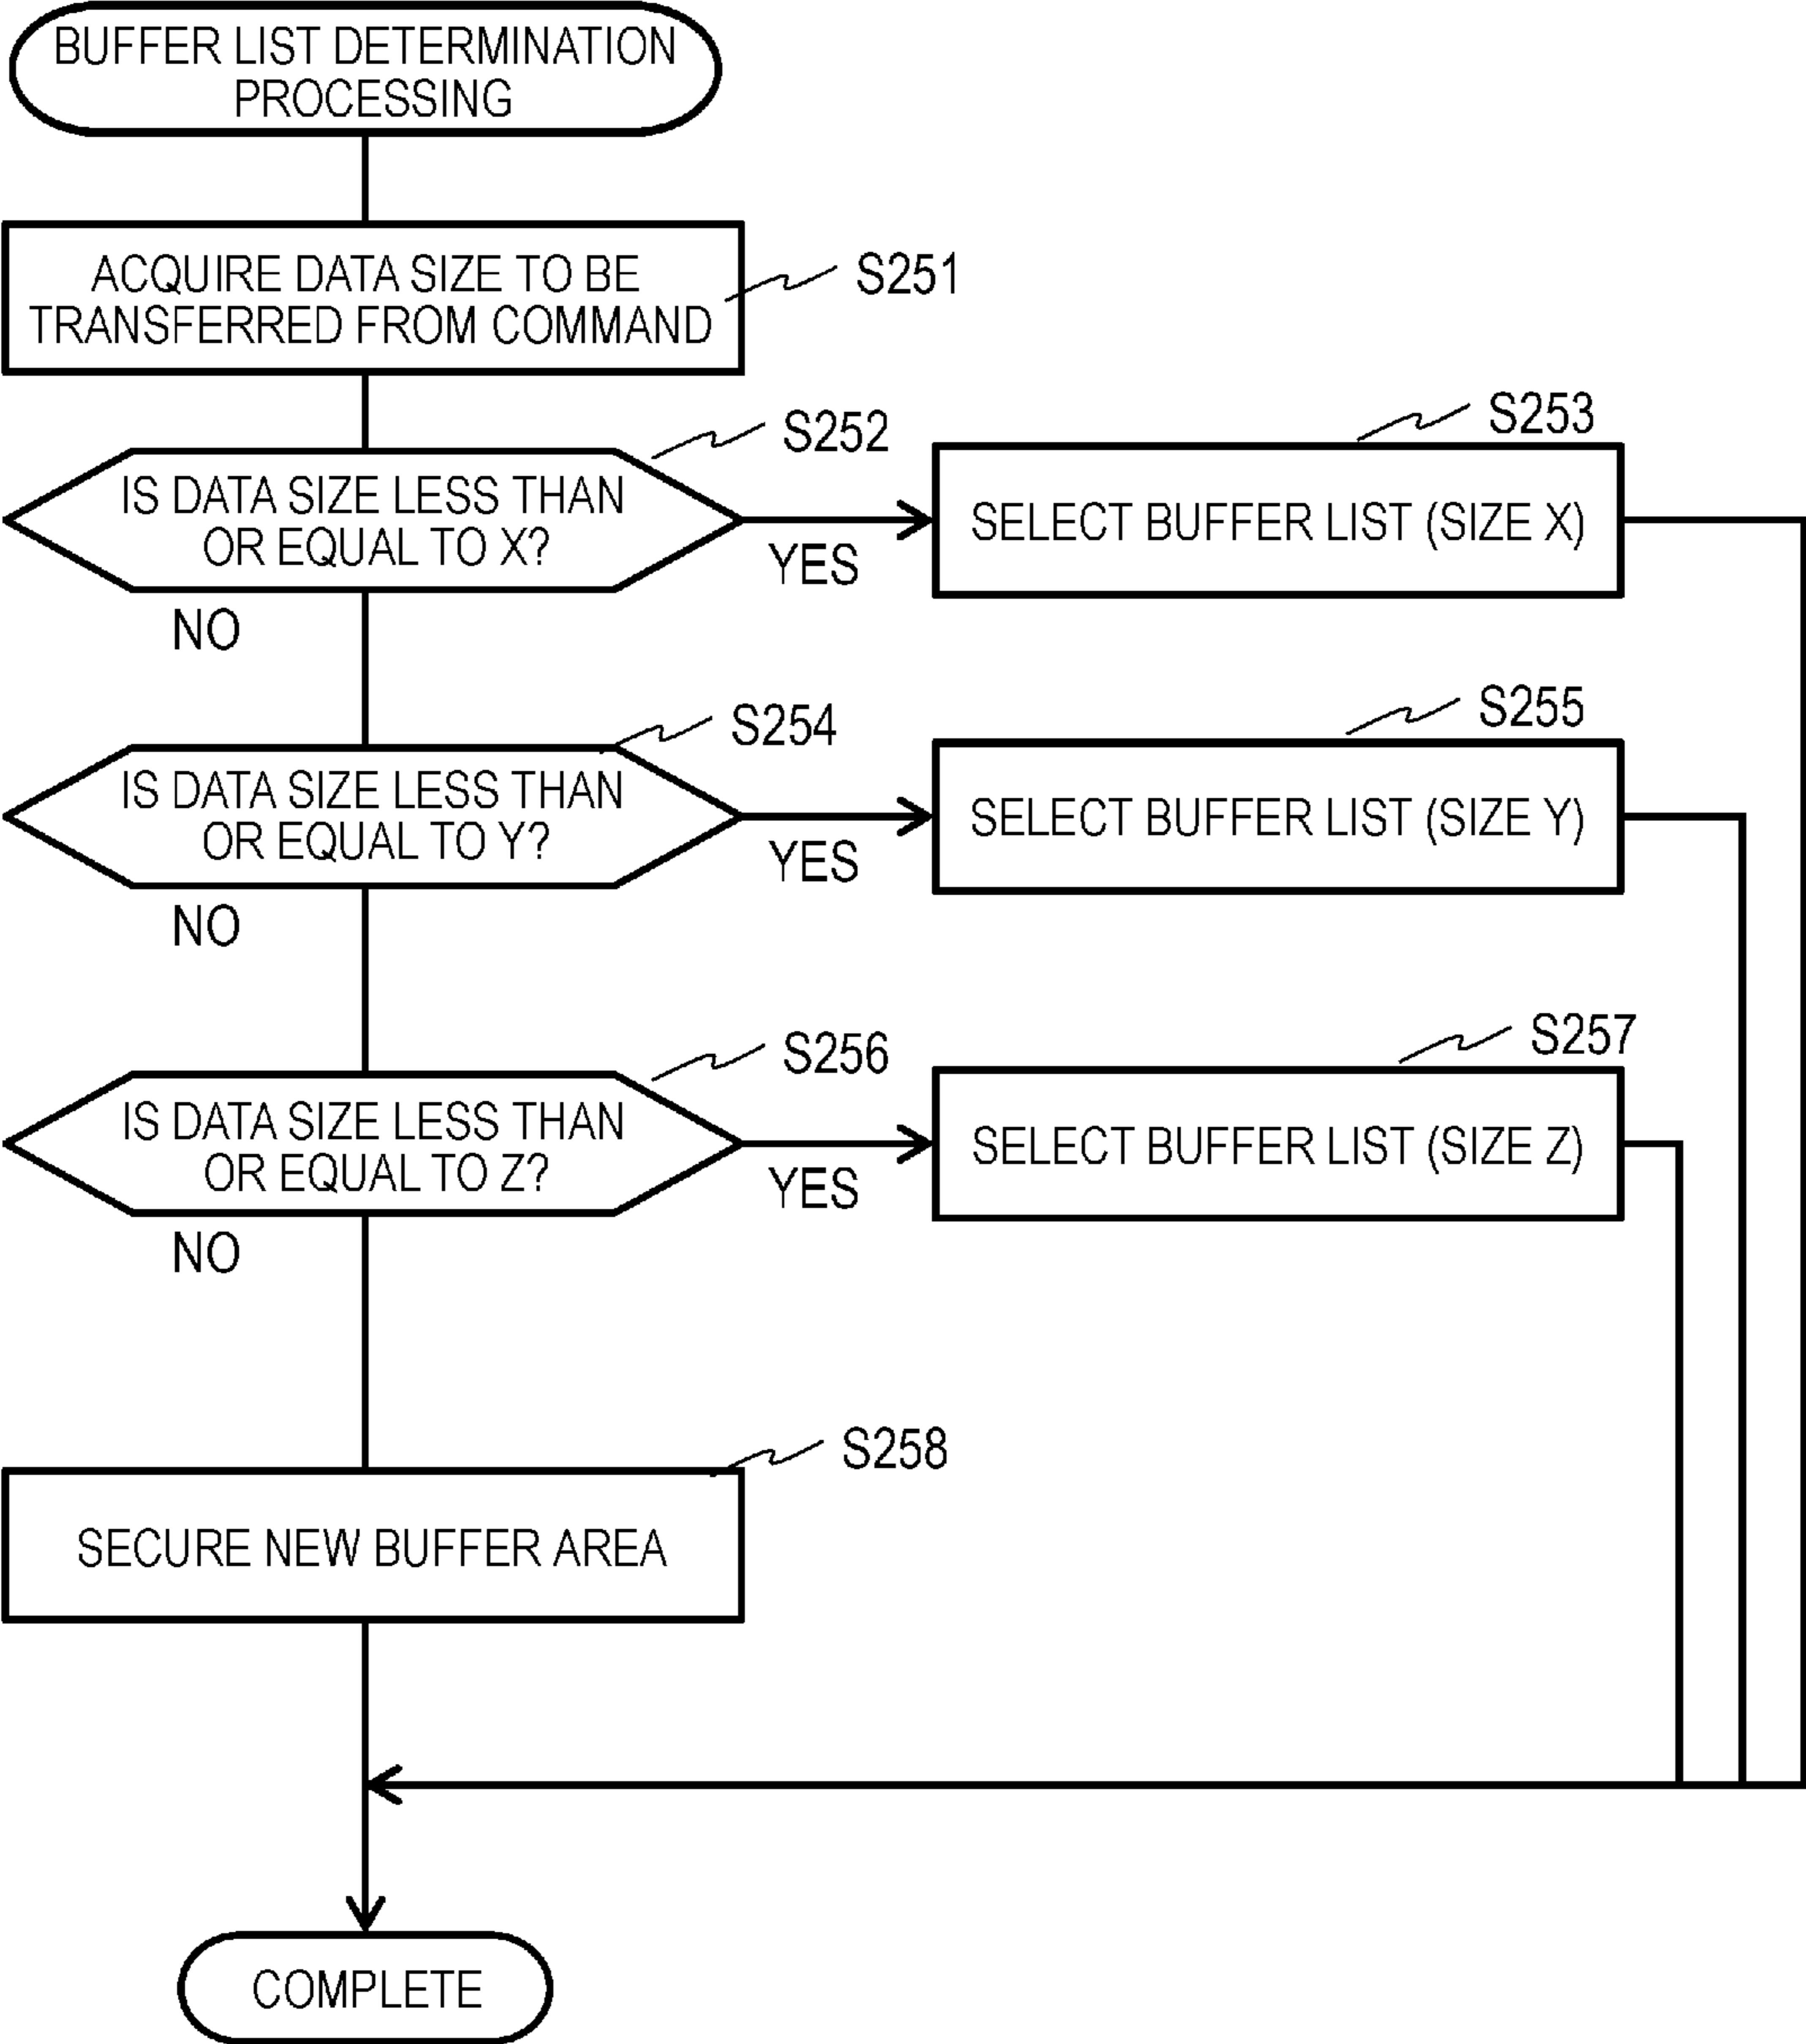 BUFFER LIST DETERMINATION
PROCESSING
ACQUIRE DATA SIZE TO BE
TRANSFERRED FROM COMMAND
S251
IS DATA SIZE LESS THAN
OR EQUAL TO X?
S252
YES
NO
SELECT BUFFER LIST (SIZE X)
S253
IS DATA SIZE LESS THAN
OR EQUAL TO Y?
S254
YES
NO
SELECT BUFFER LIST (SIZE Y)
S255
IS DATA SIZE LESS THAN
OR EQUAL TO Z?
S256
YES
NO
SELECT BUFFER LIST (SIZE Z)
S257
SECURE NEW BUFFER AREA
S258
COMPLETE